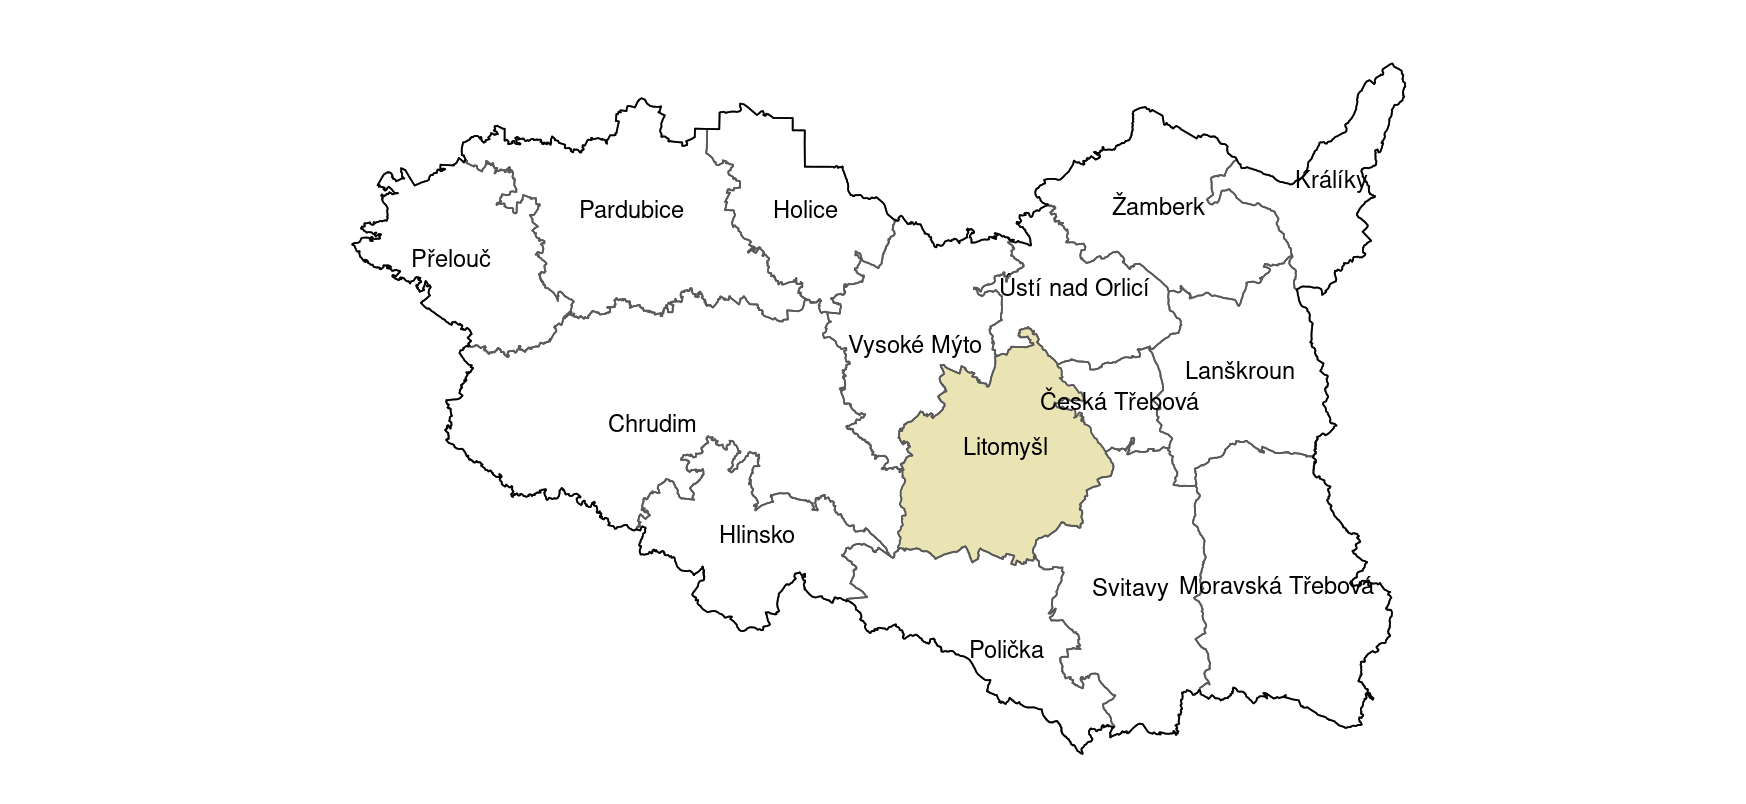 Králíky
Žamberk
Pardubice
Holice
Přelouč
Ústí nad Orlicí
Vysoké Mýto
Lanškroun
Česká Třebová
Chrudim
Litomyšl
Hlinsko
Svitavy
Moravská Třebová
Polička